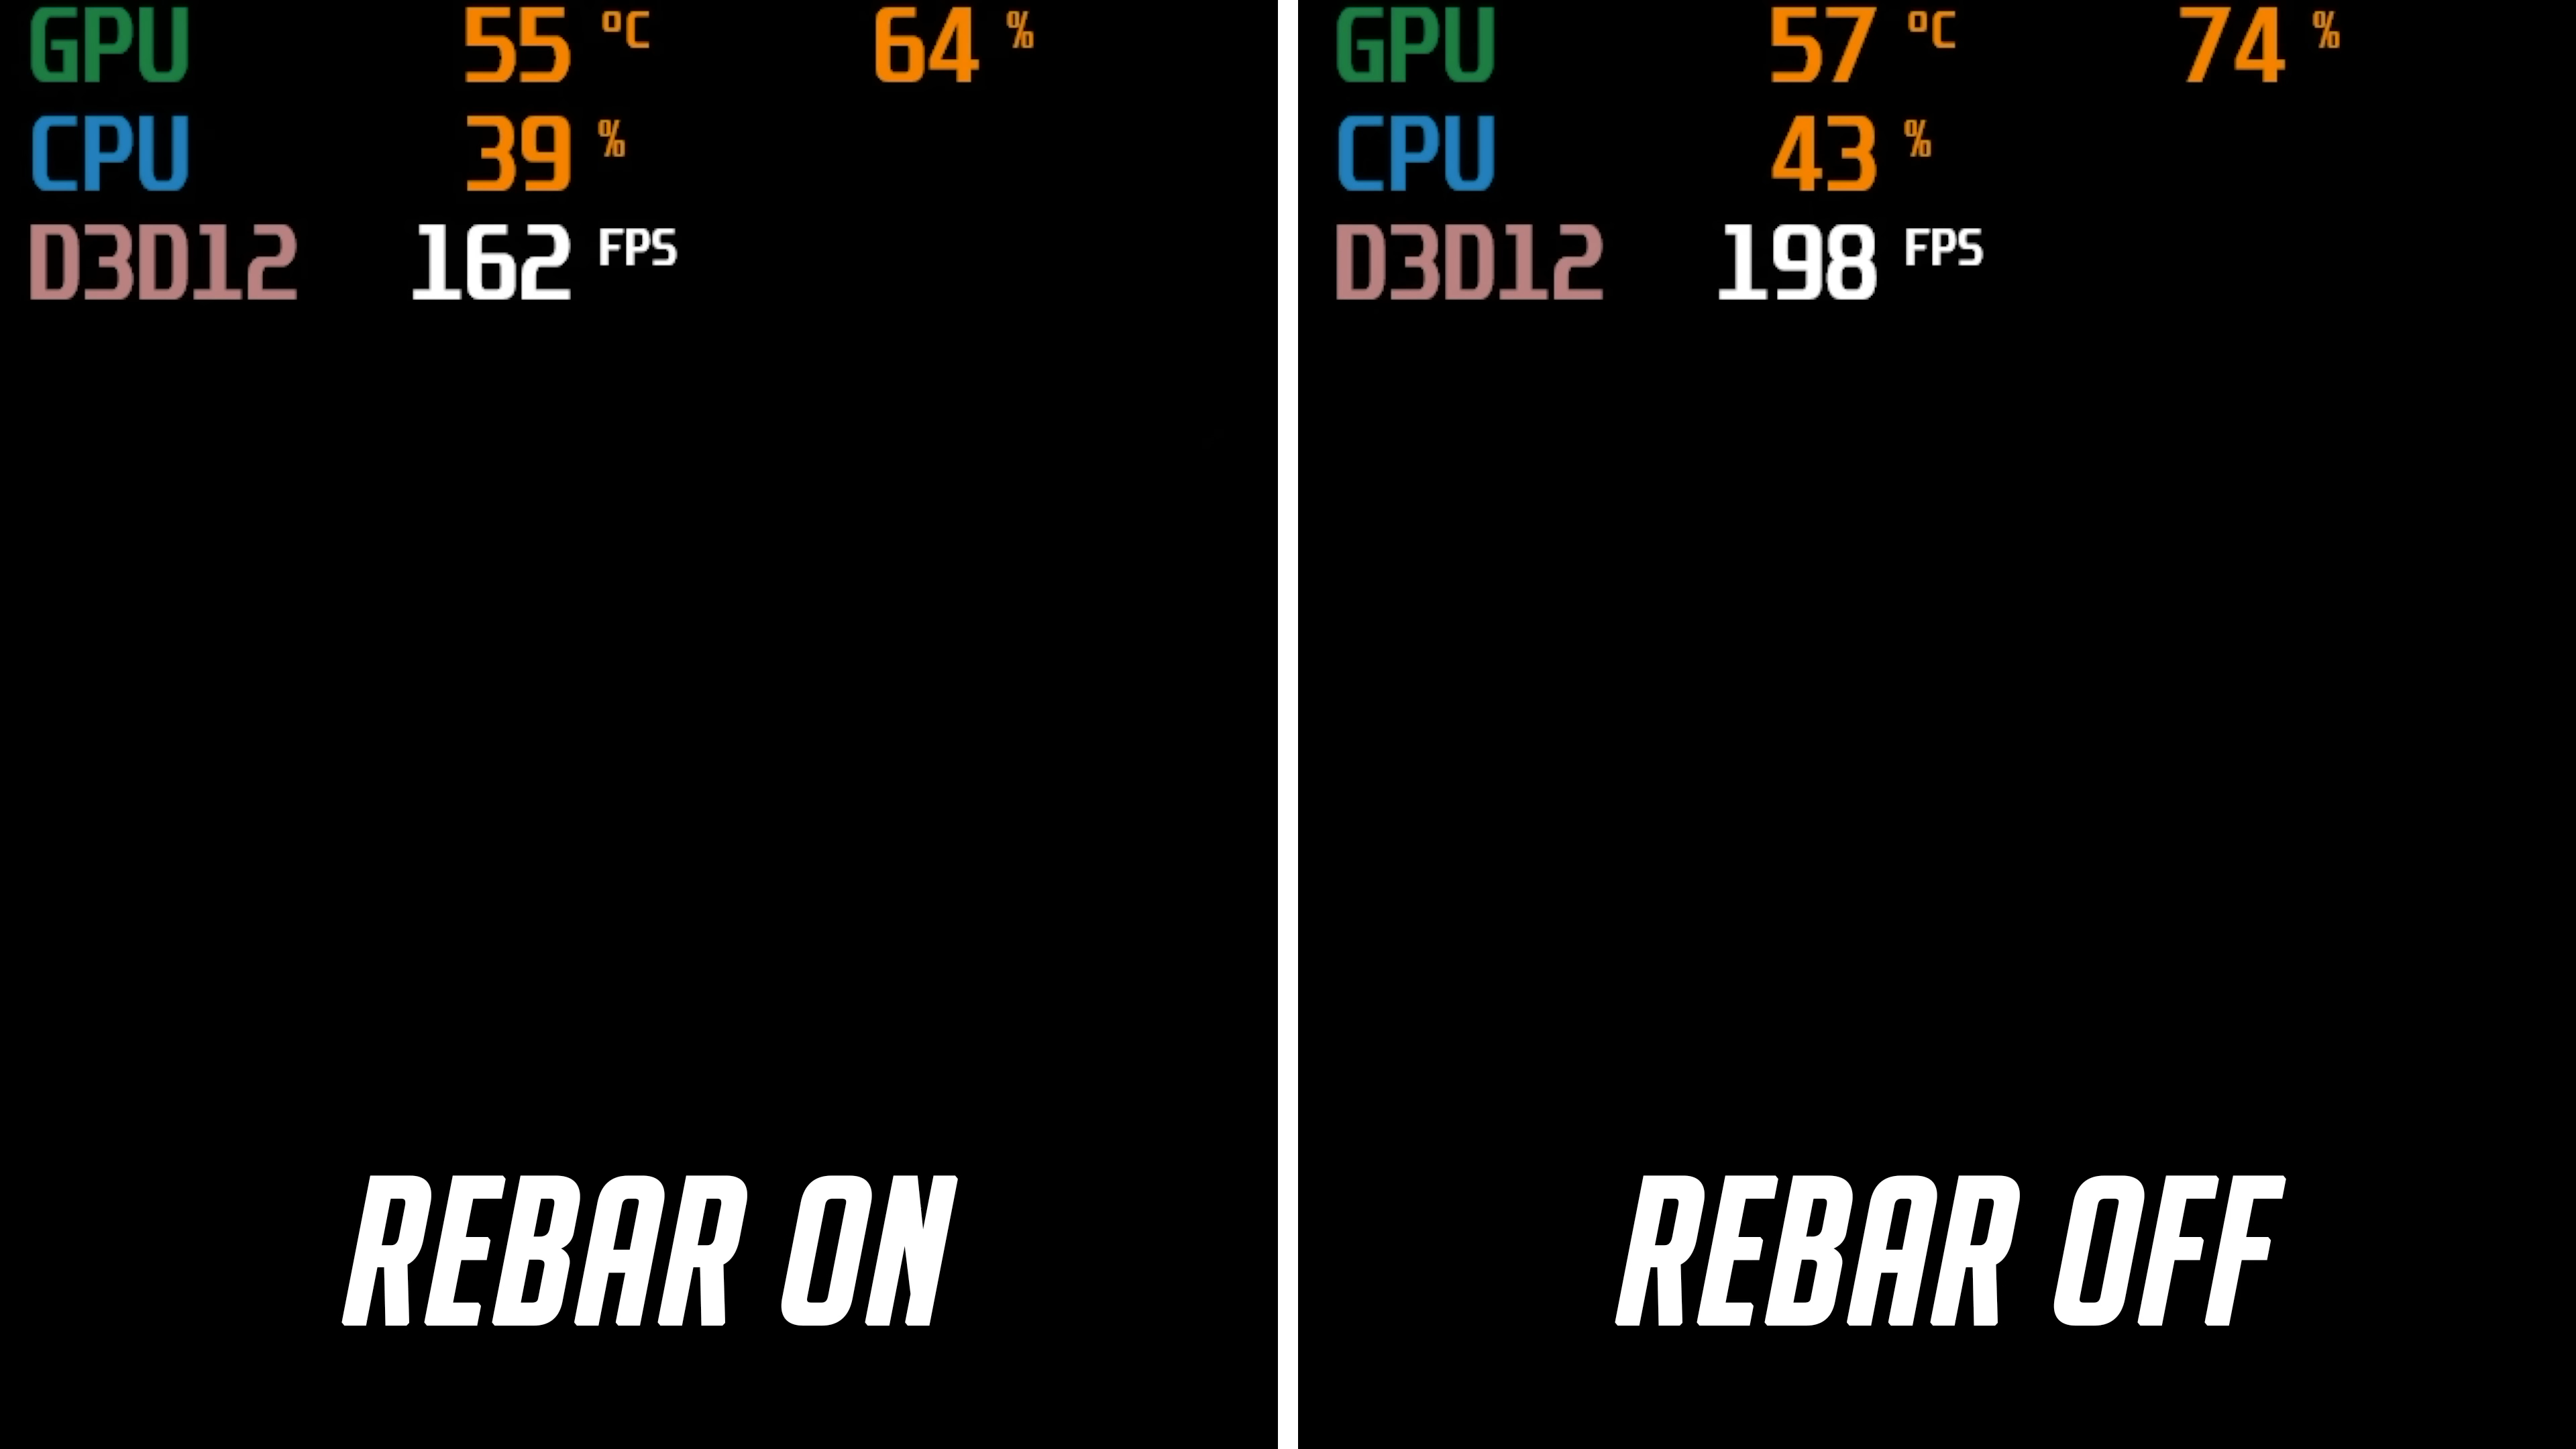 GPU 55 °C 64 %
CPU 39 %
D3D12 162 FPS
REBAR ON
GPU 57 °C 74 %
CPU 43 %
D3D12 198 FPS
REBAR OFF